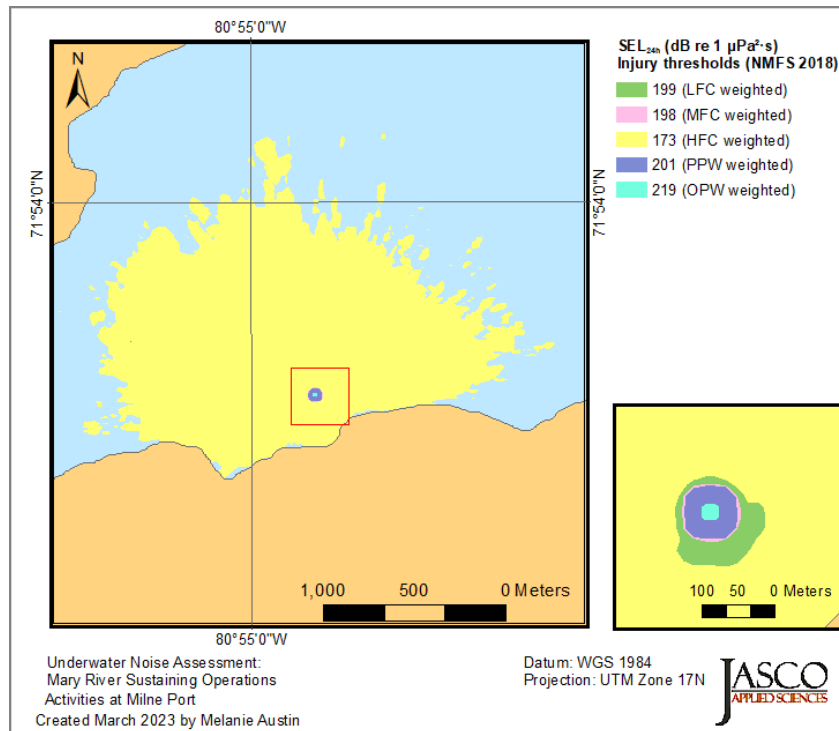 80°55'0"W
N
71°54'0"N
71°54'0"N
1,000 500 0 Meters
80°55'0"W
SEL24h (dB re 1 µPa²·s)
Injury thresholds (NMFS 2018)
199 (LFC weighted)
198 (MFC weighted)
173 (HFC weighted)
201 (PPW weighted)
219 (OPW weighted)
100 50 0 Meters
Underwater Noise Assessment:
Mary River Sustaining Operations
Activities at Milne Port
Created March 2023 by Melanie Austin
Datum: WGS 1984
Projection: UTM Zone 17N
JASCO
APPLIED SCIENCES